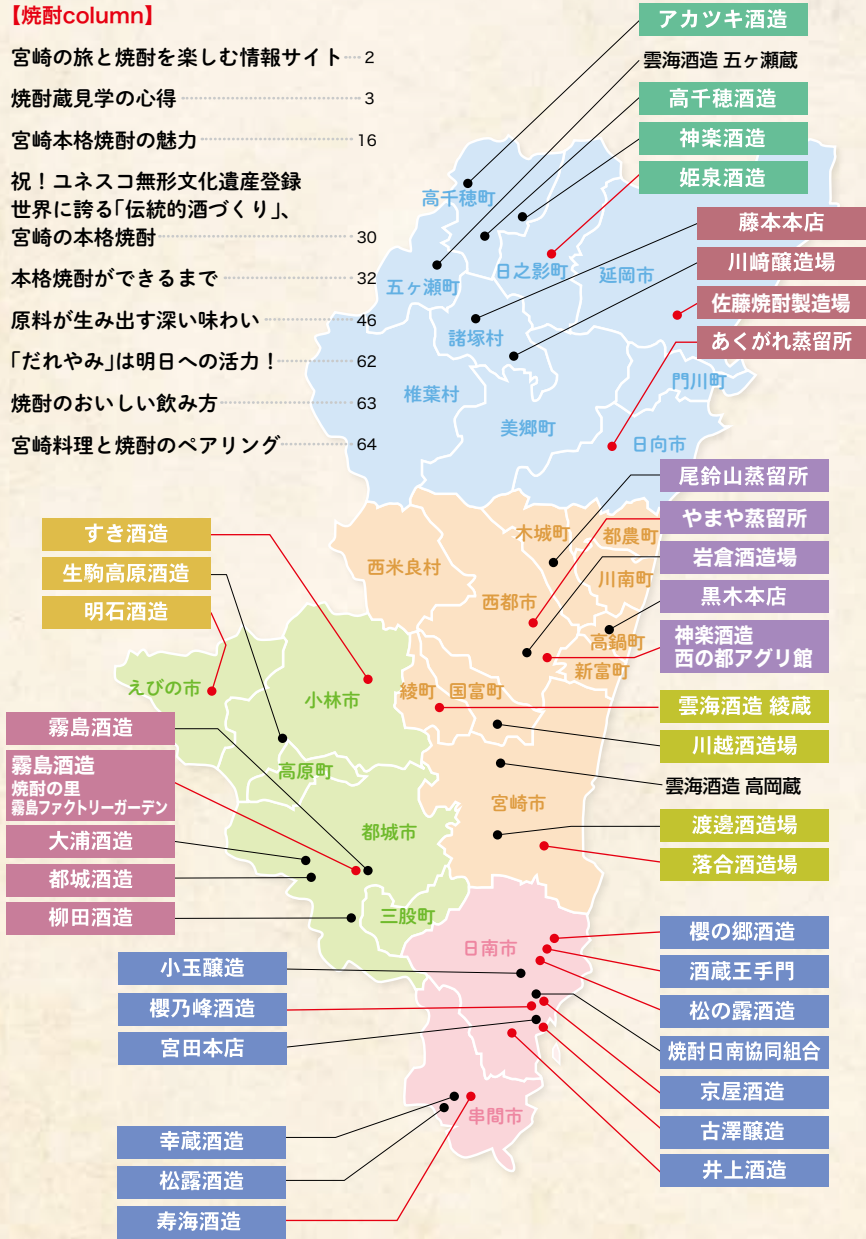 【焼酎column】
宮崎の旅と焼酎を楽しむ情報サイト 2
焼酎蔵見学の心得 3
宮崎本格焼酎の魅力 16
祝！ユネスコ無形文化遺産登録
世界に誇る「伝統的酒づくり」、
宮崎の本格焼酎 30
本格焼酎ができるまで 32
原料が生み出す深い味わい 46
「だれやみ」は明日への活力！ 62
焼酎のおいしい飲み方 63
宮崎料理と焼酎のペアリング 64
アカツキ酒造
雲海酒造 五ヶ瀬蔵
高千穂酒造
神楽酒造
姫泉酒造
藤本本店
川﨑醸造場
佐藤焼酎製造場
あくがれ蒸留所
高千穂町
五ヶ瀬町
日之影町
延岡市
諸塚村
椎葉村
美郷町
門川町
日向市
尾鈴山蒸留所
やまや蒸留所
岩倉酒造場
黒木本店
神楽酒造
西の都アグリ館
木城町
都農町
西米良村
川南町
西都市
高鍋町
新富町
綾町
国富町
宮崎市
雲海酒造 綾蔵
川越酒造場
雲海酒造 高岡蔵
渡邊酒造場
落合酒造場
すき酒造
生駒高原酒造
明石酒造
えびの市
小林市
高原町
都城市
三股町
霧島酒造
霧島酒造
焼酎の里
霧島ファクトリーガーデン
大浦酒造
都城酒造
柳田酒造
日南市
串間市
櫻の郷酒造
酒蔵王手門
松の露酒造
焼酎日南協同組合
京屋酒造
古澤醸造
井上酒造
小玉醸造
櫻乃峰酒造
宮田本店
幸蔵酒造
松露酒造
寿海酒造